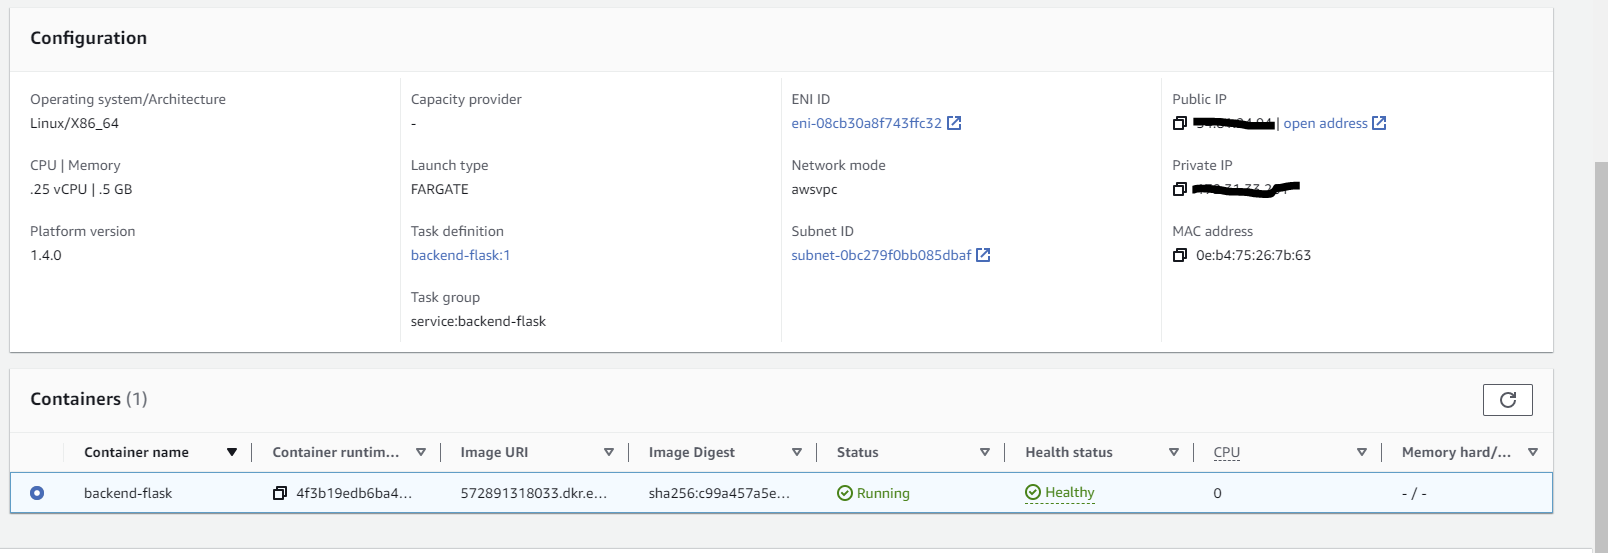 Configuration
Operating system/Architecture
Linux/X86_64
CPU | Memory
.25 vCPU | .5 GB
Platform version
1.4.0
Capacity provider
-
Launch type
FARGATE
Task definition
backend-flask:1
Task group
service:backend-flask
ENI ID
eni-08cb30a8f743ffc32
Network mode
awsvpc
Subnet ID
subnet-0bc279f0bb085dbaf
Public IP
| open address
Private IP
MAC address
0e:b4:75:26:7b:63
Containers (1)
Container name Container runtim... Image URI Image Digest Status Health status CPU Memory hard/...
backend-flask 4f3b19edb6ba4... 572891318033.dkr.e... sha256:c99a457a5e... Running Healthy 0 - / -